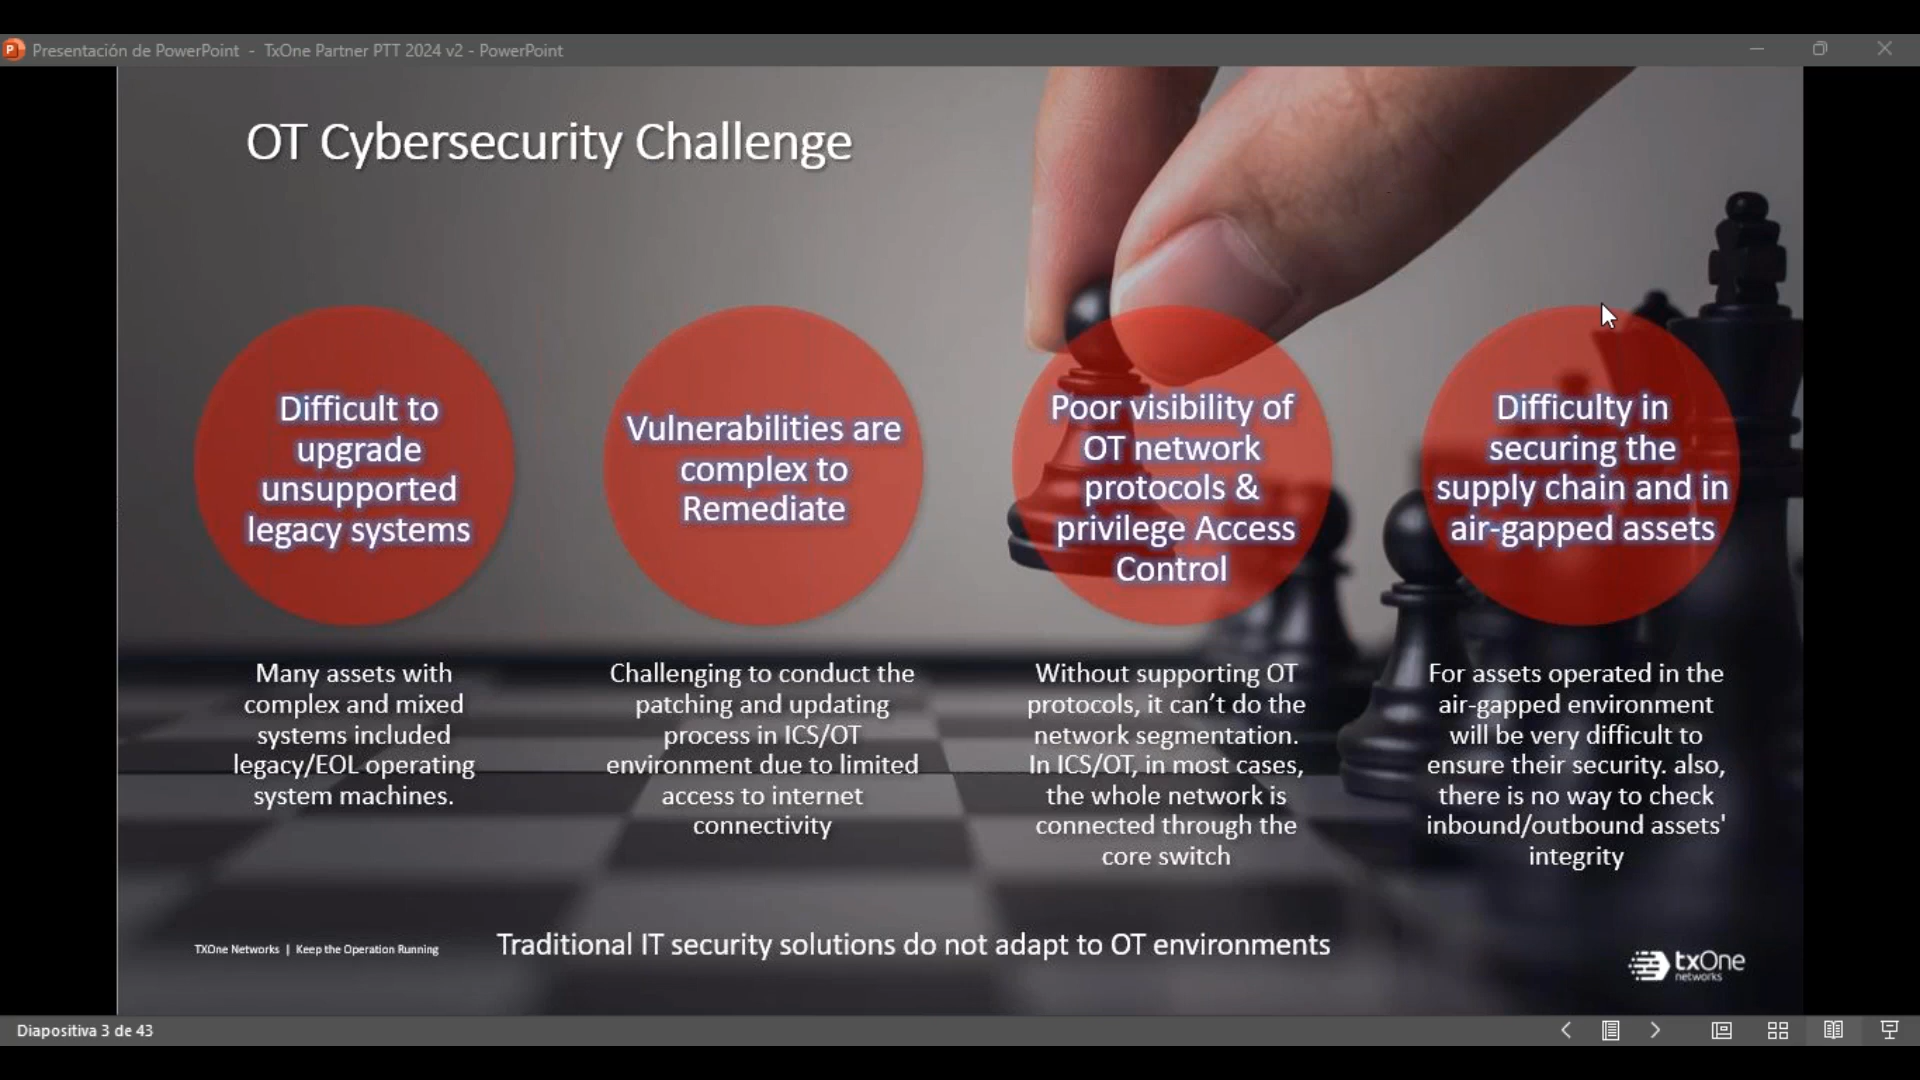 Presentación de PowerPoint - TxOne Partner PTT 2024 v2 - PowerPoint
OT Cybersecurity Challenge
Difficult to
upgrade
unsupported
legacy systems
Many assets with
complex and mixed
systems included
legacy/EOL operating
system machines.
Vulnerabilities are
complex to
Remediate
Challenging to conduct the
patching and updating
process in ICS/OT
environment due to limited
access to internet
connectivity
Poor visibility of
OT network
protocols &
privilege Access
Control
Without supporting OT
protocols, it can’t do the
network segmentation.
In ICS/OT, in most cases,
the whole network is
connected through the
core switch
Difficulty in
securing the
supply chain and in
air-gapped assets
For assets operated in the
air-gapped environment
will be very difficult to
ensure their security. also,
there is no way to check
inbound/outbound assets'
integrity
TXOne Networks | Keep the Operation Running
Traditional IT security solutions do not adapt to OT environments
txOne
networks
Diapositiva 3 de 43